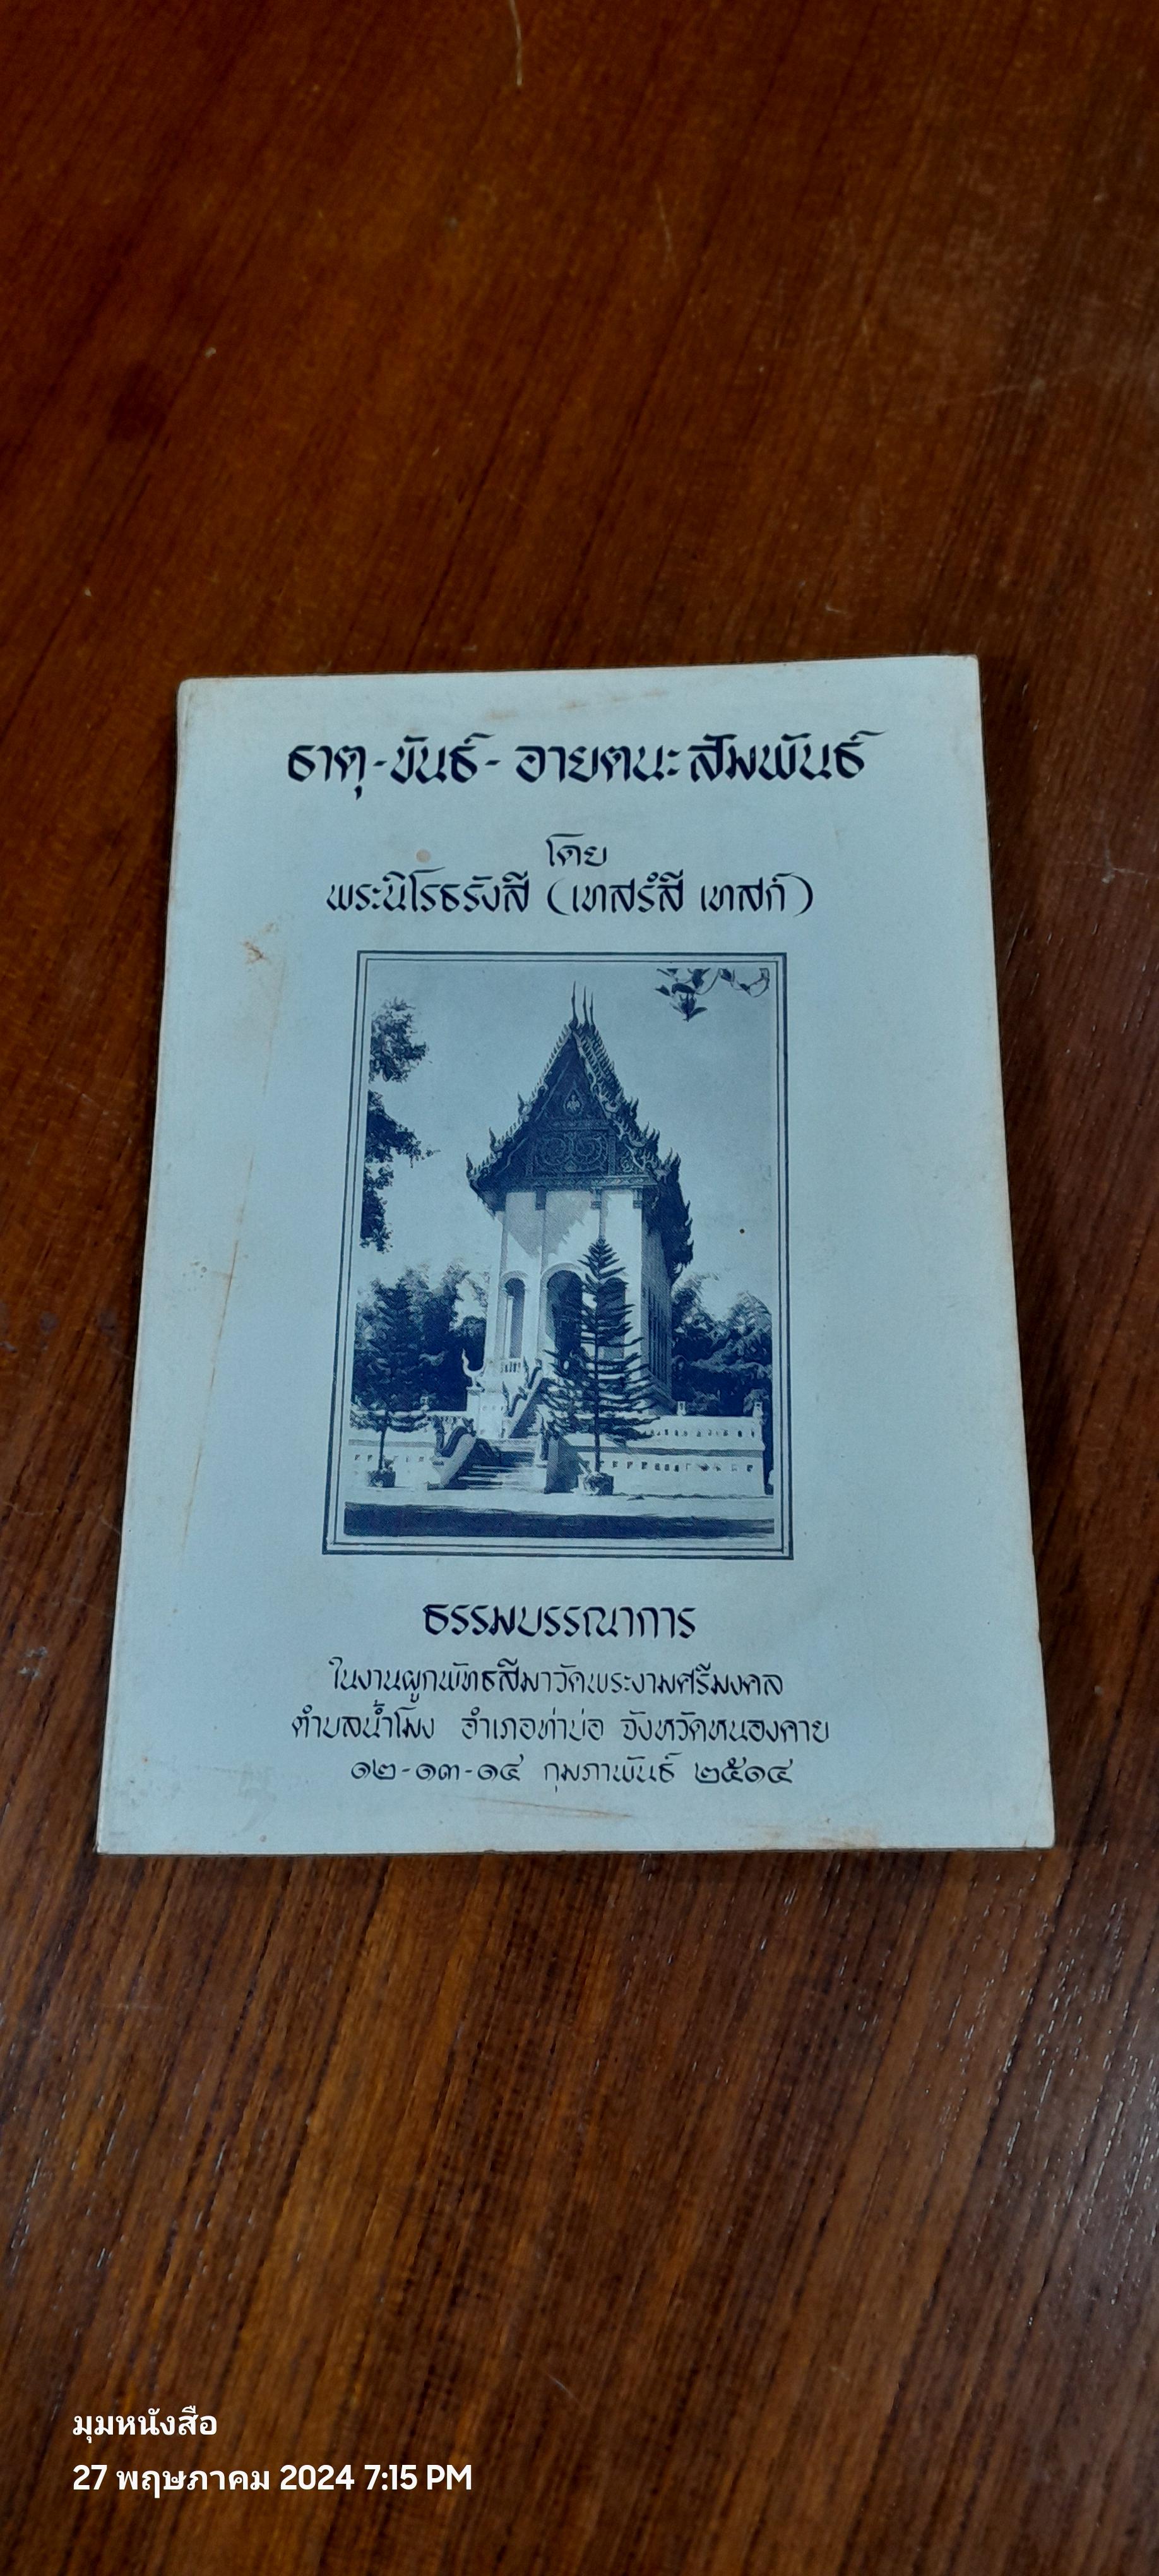 ธาตุ-ขันธ์-อายตนะสัมพันธ์
โดย
พระนิโรธรังสี (เทสรํสี เทสก์)
ธรรมบรรณาการ
ในงานผูกพัทธสีมาวัดพระงามศรีมงคล
ตำบลน้ำโมง อำเภอท่าบ่อ จังหวัดหนองคาย
๑๒-๑๓-๑๔ กุมภาพันธ์ ๒๕๑๔
มุมหนังสือ
27 พฤษภาคม 2024 7:15 PM